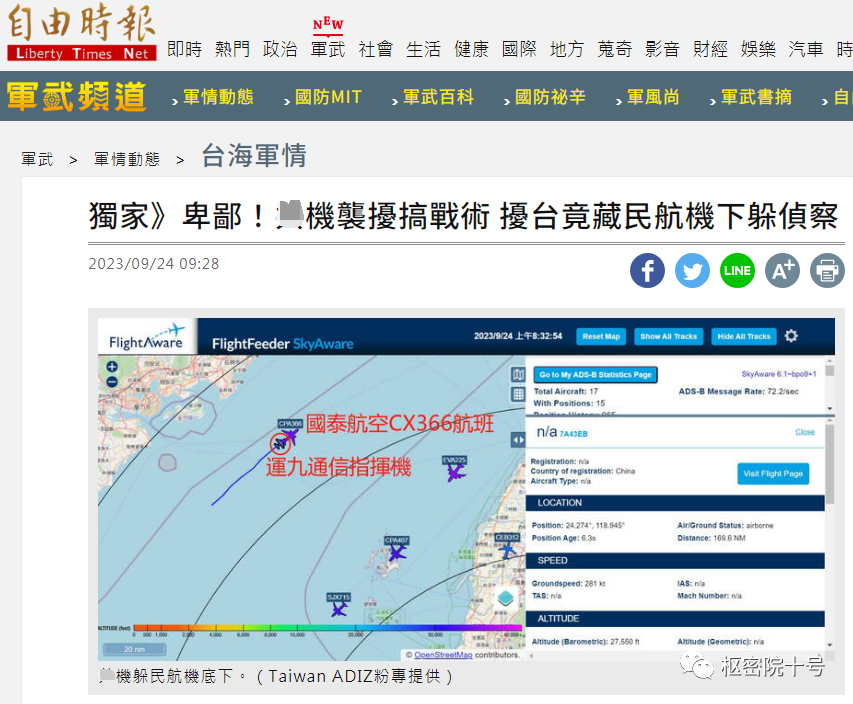 自由時報
Liberty Times Net
NEW
即時 熱門 政治 軍武 社會 生活 健康 國際 地方 蒐奇 影音 財經 娛樂 汽車 時
軍武頻道 軍情動態 國防MIT 軍武百科 國防祕辛 軍風尚 軍武書摘 自
軍武 > 軍情動態 > 台海軍情
獨家》卑鄙！機襲擾搞戰術 擾台竟藏民航機下躲偵察
2023/09/24 09:28
f LINE A+
FlightAware FlightFeeder SkyAware 2023/9/24 上午8:32:54 Reset Map Show All Tracks Hide All Tracks
Go to My ADS-B Statistics Page SkyAware 6.1~bpo9+1
Total Aircraft: 17 ADS-B Message Rate: 72.2/sec
With Positions: 15
Position History: 985
n/a 7A43EB Close
Registration: n/a
Country of registration: China
Aircraft Type: n/a
Visit Flight Page
LOCATION
Position: 24.274°, 118.945° Air/Ground Status: airborne
Position Age: 6.3s Distance: 169.6 NM
SPEED
Groundspeed: 281 kt IAS: n/a
TAS: n/a Mach Number: n/a
ALTITUDE
Altitude (Barometric): 27,550 ft Altitude (Geometric): n/a
CPA366 國泰航空CX366航班
運九通信指揮機
EVA225
CPA407
CEB312
SJX715
ALTITUDE (feet) 0 500 1,000 2,000 4,000 6,000 8,000 10,000 20,000 30,000 40,000
20 nm
© OpenStreetMap contributors.
機躲民航機底下。（Taiwan ADIZ粉專提供）
枢密院十号